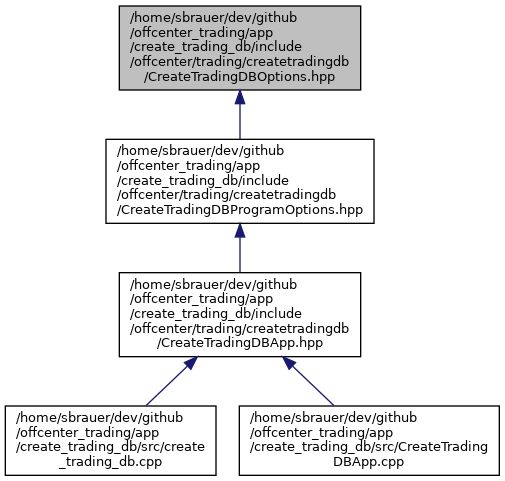 /home/sbrauer/dev/github
/offcenter_trading/app
/create_trading_db/include
/offcenter/trading/createtradingdb
/CreateTradingDBOptions.hpp
/home/sbrauer/dev/github
/offcenter_trading/app
/create_trading_db/include
/offcenter/trading/createtradingdb
/CreateTradingDBProgramOptions.hpp
/home/sbrauer/dev/github
/offcenter_trading/app
/create_trading_db/include
/offcenter/trading/createtradingdb
/CreateTradingDBApp.hpp
/home/sbrauer/dev/github
/offcenter_trading/app
/create_trading_db/src/create
_trading_db.cpp
/home/sbrauer/dev/github
/offcenter_trading/app
/create_trading_db/src/CreateTrading
DBApp.cpp